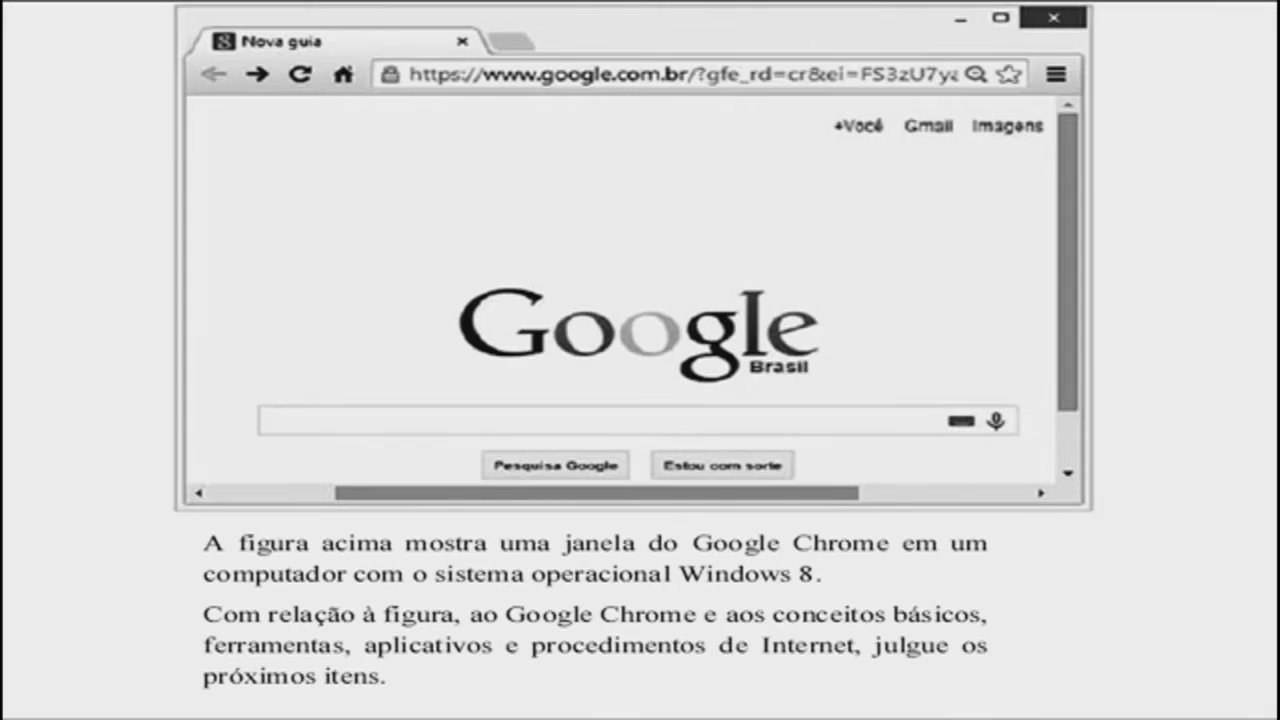 Nova guia
https://www.google.com.br/?gfe_rd=cr&ei=FS3zU7ya
+Você Gmail Imagens
Google
Brasil
Pesquisa Google Estou com sorte
A figura acima mostra uma janela do Google Chrome em um
computador com o sistema operacional Windows 8.
Com relação à figura, ao Google Chrome e aos conceitos básicos,
ferramentas, aplicativos e procedimentos de Internet, julgue os
próximos itens.